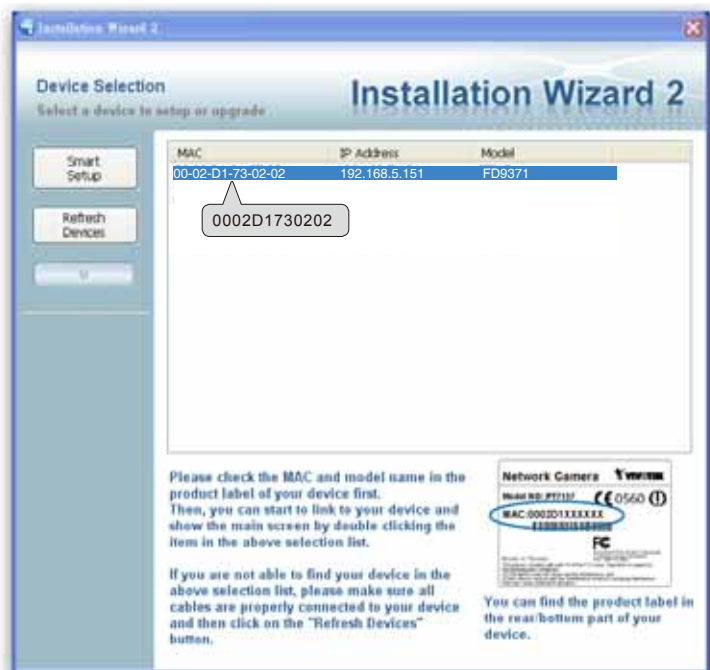 Installation Wizard 2
Device Selection
Select a device to setup or upgrade
Installation Wizard 2
Smart
Setup
Refresh
Devices
MAC IP Address Model
00-02-D1-73-02-02 192.168.5.151 FD9371
0002D1730202
Please check the MAC and model name in the
product label of your device first.
Then, you can start to link to your device and
show the main screen by double clicking the
item in the above selection list.
If you are not able to find your device in the
above selection list, please make sure all
cables are properly connected to your device
and then click on the "Refresh Devices"
button.
Network Camera
Model NO:
CE 0560
MAC:0002D1XXXXXX
FC
You can find the product label in
the rear/bottom part of your
device.